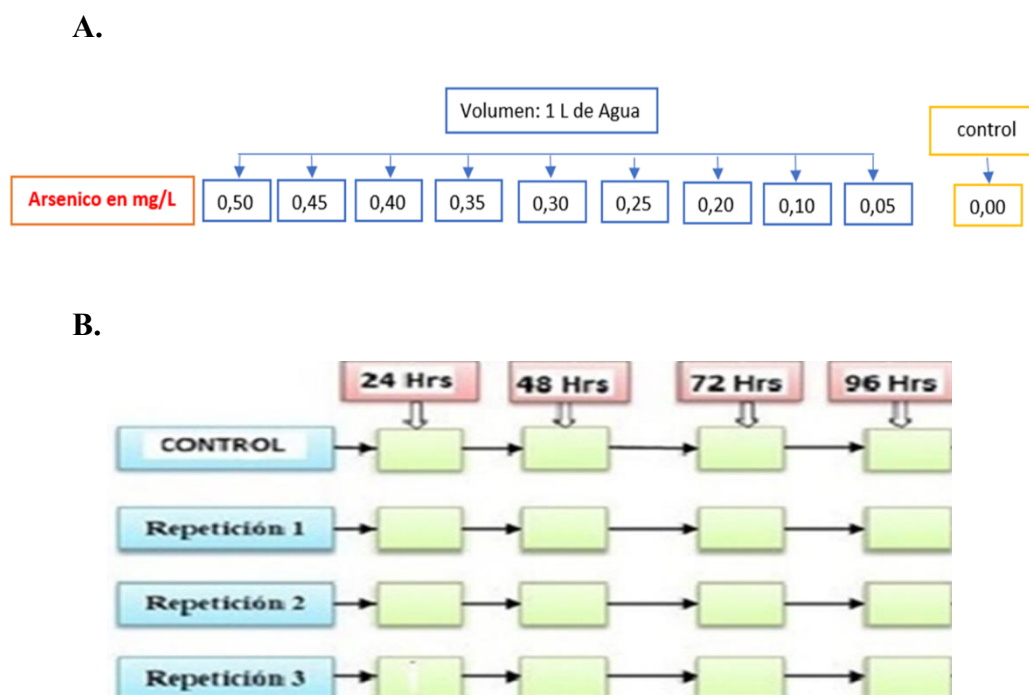 A.
Volumen: 1 L de Agua
control
Arsenico en mg/L
0,50
0,45
0,40
0,35
0,30
0,25
0,20
0,10
0,05
0,00
B.
24 Hrs
48 Hrs
72 Hrs
96 Hrs
CONTROL
Repetición 1
Repetición 2
Repetición 3